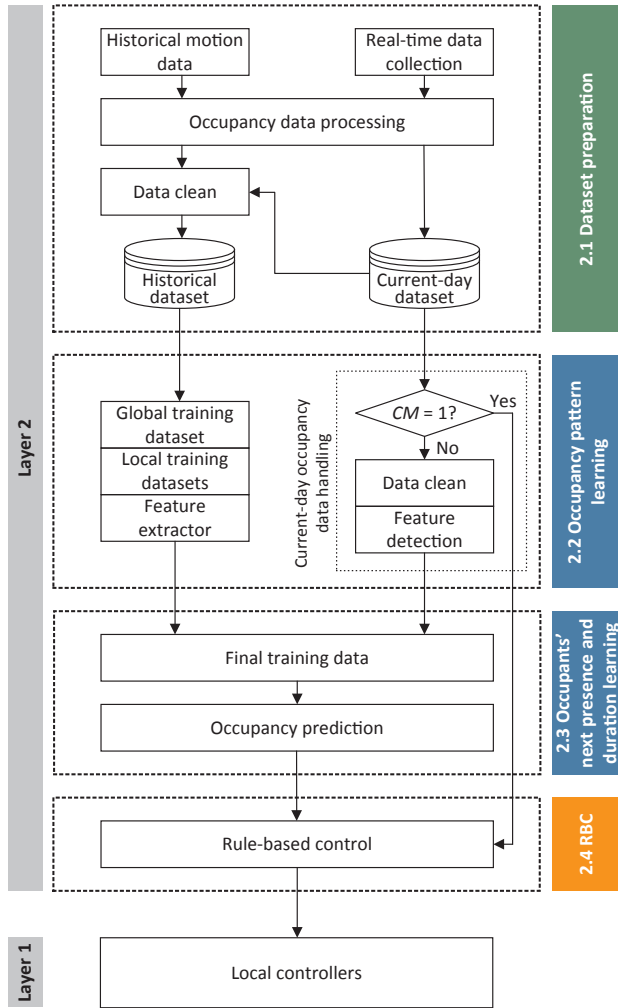 Historical motion
data
Real-time data
collection
Occupancy data processing
Data clean
Historical
dataset
Current-day
dataset
2.1 Dataset preparation
Layer 2
Global training
dataset
Local training
datasets
Feature
extractor
Current-day occupancy
data handling
CM = 1?
Yes
No
Data clean
Feature
detection
2.2 Occupancy pattern
learning
Final training data
Occupancy prediction
2.3 Occupants’
next presence and
duration learning
Rule-based control
2.4 RBC
Layer 1
Local controllers